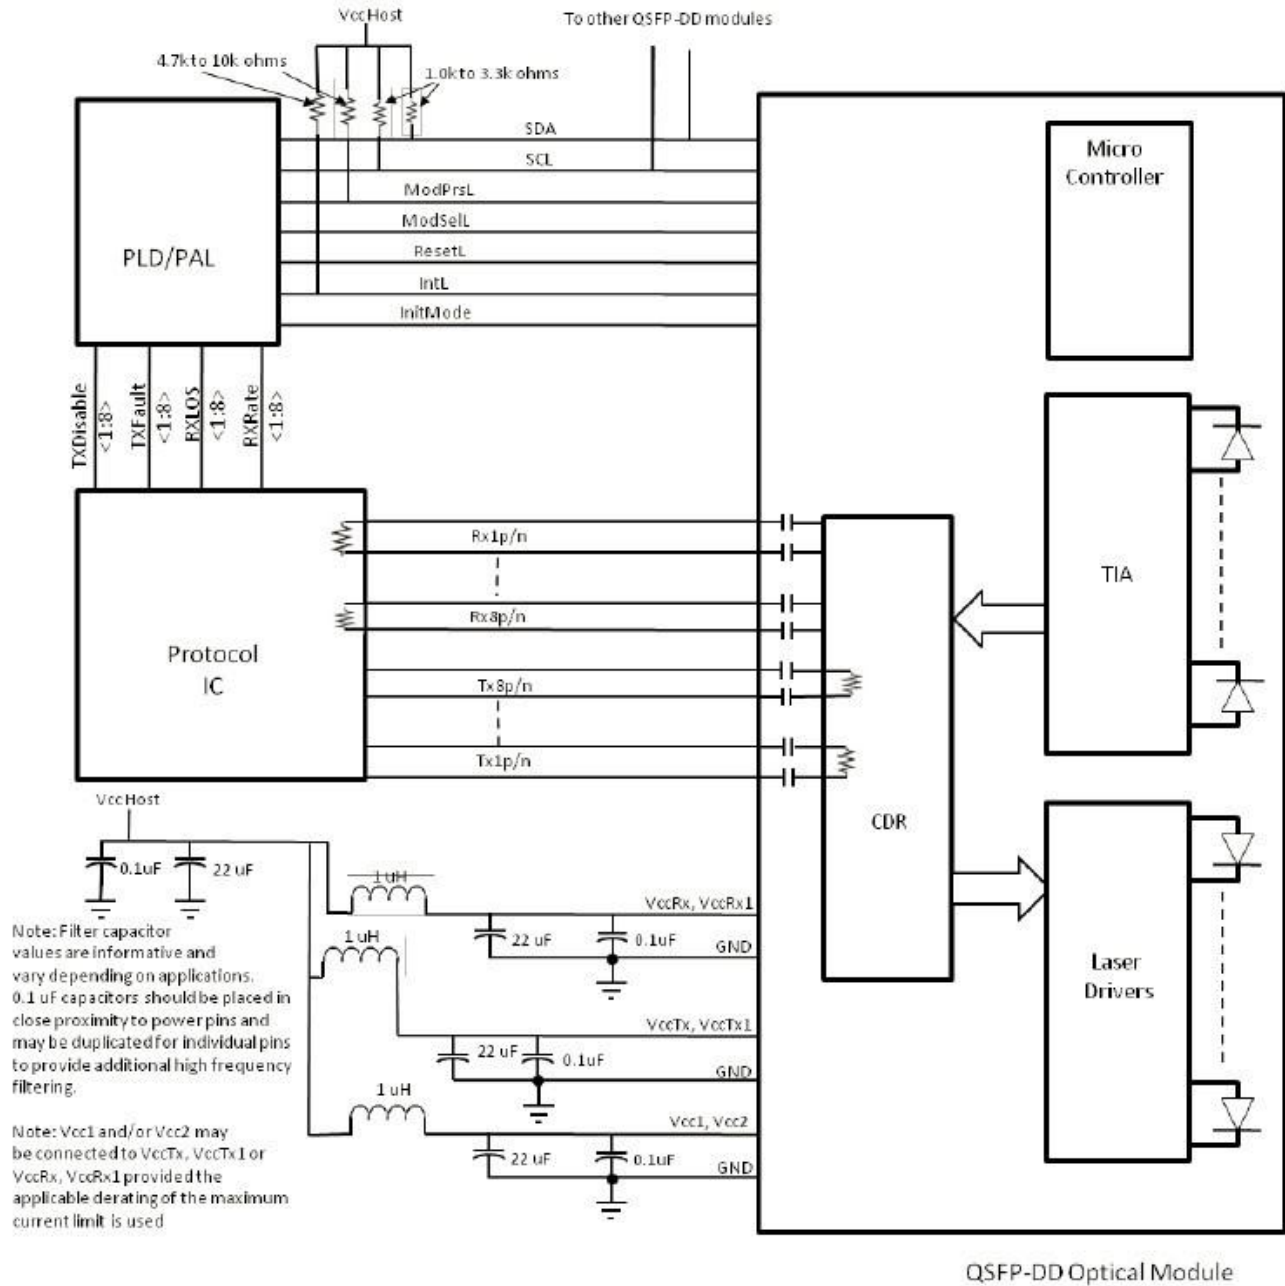 VccHost
To other QSFP-DD modules
4.7k to 10k ohms
1.0k to 3.3k ohms
SDA
SCL
ModPrsL
ModSelL
ResetL
IntL
InitMode
PLD/PAL
Micro
Controller
TXDisable
<1:8>
TXFault
<1:8>
RXLOS
<1:8>
RXRate
<1:8>
Rx1p/n
Rx8p/n
Tx8p/n
Tx1p/n
Protocol
IC
TIA
CDR
Laser
Drivers
VccHost
0.1uF
22 uF
1 uH
VccRx, VccRx1
22 uF
0.1uF
GND
1 uH
VccTx, VccTx1
22 uF
0.1uF
GND
1 uH
Vcc1, Vcc2
22 uF
0.1uF
GND
Note: Filter capacitor
values are informative and
vary depending on applications.
0.1 uF capacitors should be placed in
close proximity to power pins and
may be duplicated for individual pins
to provide additional high frequency
filtering.
Note: Vcc1 and/or Vcc2 may
be connected to VccTx, VccTx1 or
VccRx, VccRx1 provided the
applicable derating of the maximum
current limit is used
QSFP-DD Optical Module